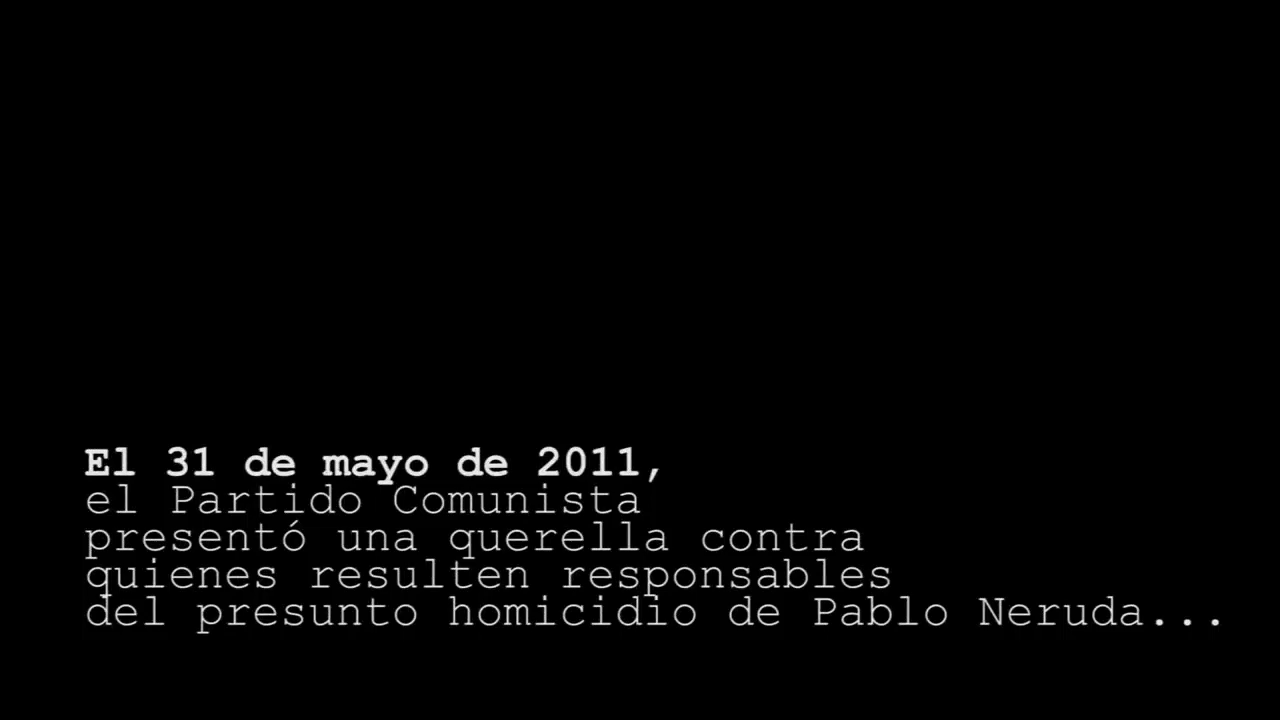 El 31 de mayo de 2011,
el Partido Comunista
presentó una querella contra
quienes resulten responsables
del presunto homicidio de Pablo Neruda...